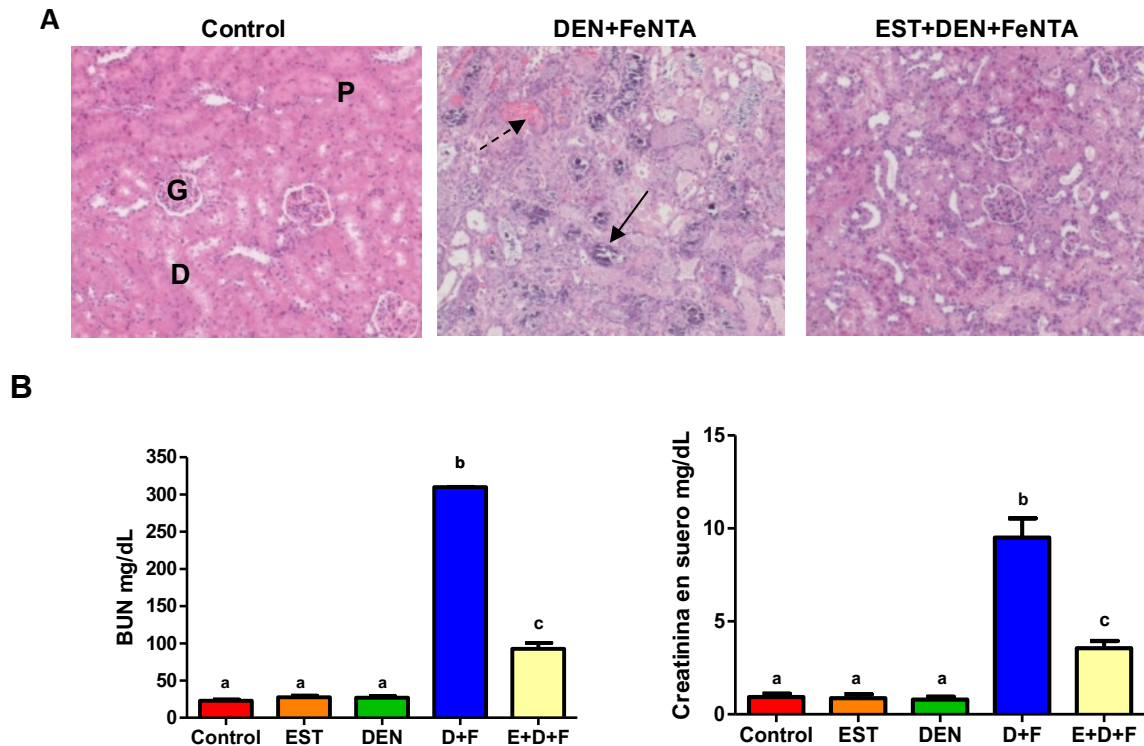 A
Control
DEN+FeNTA
EST+DEN+FeNTA
P
G
D
B
BUN mg/dL
350
300
250
200
150
100
50
0
a
a
a
b
c
Control
EST
DEN
D+F
E+D+F
Creatinina en suero mg/dL
15
10
5
0
a
a
a
b
c
Control
EST
DEN
D+F
E+D+F